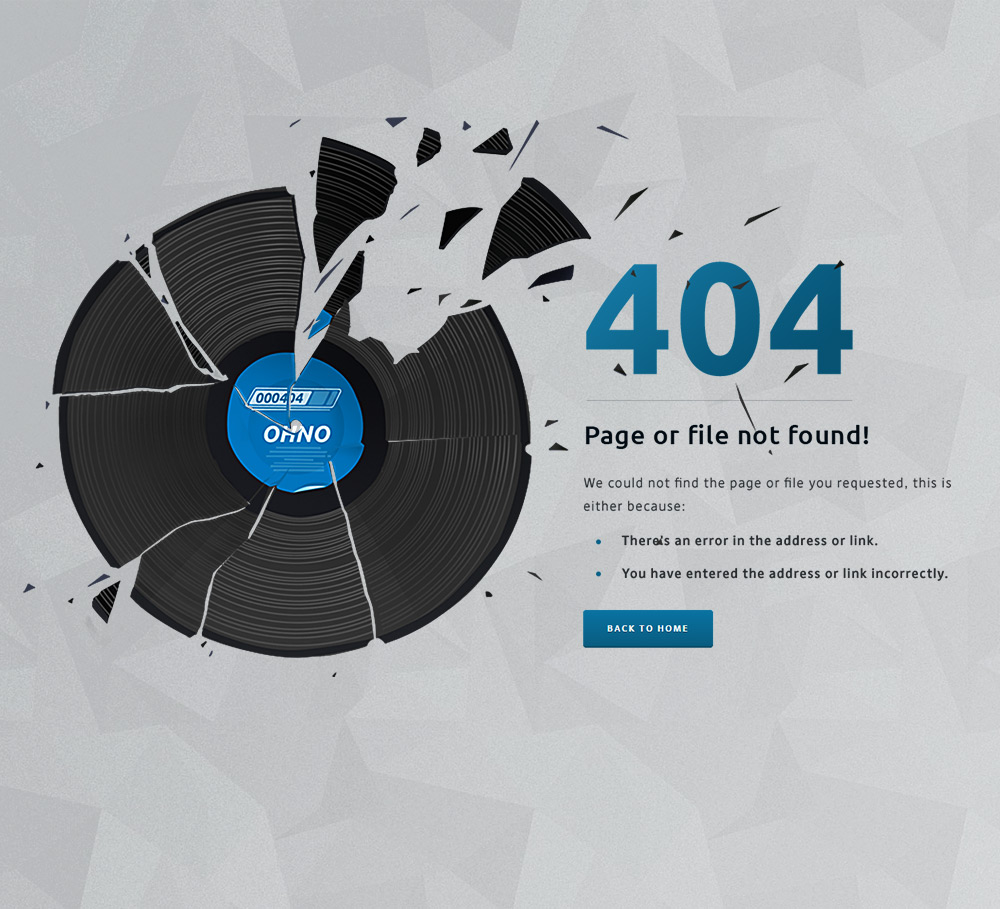 000404
OHNO
404
Page or file not found!
We could not find the page or file you requested, this is
either because:
There's an error in the address or link.
You have entered the address or link incorrectly.
BACK TO HOME